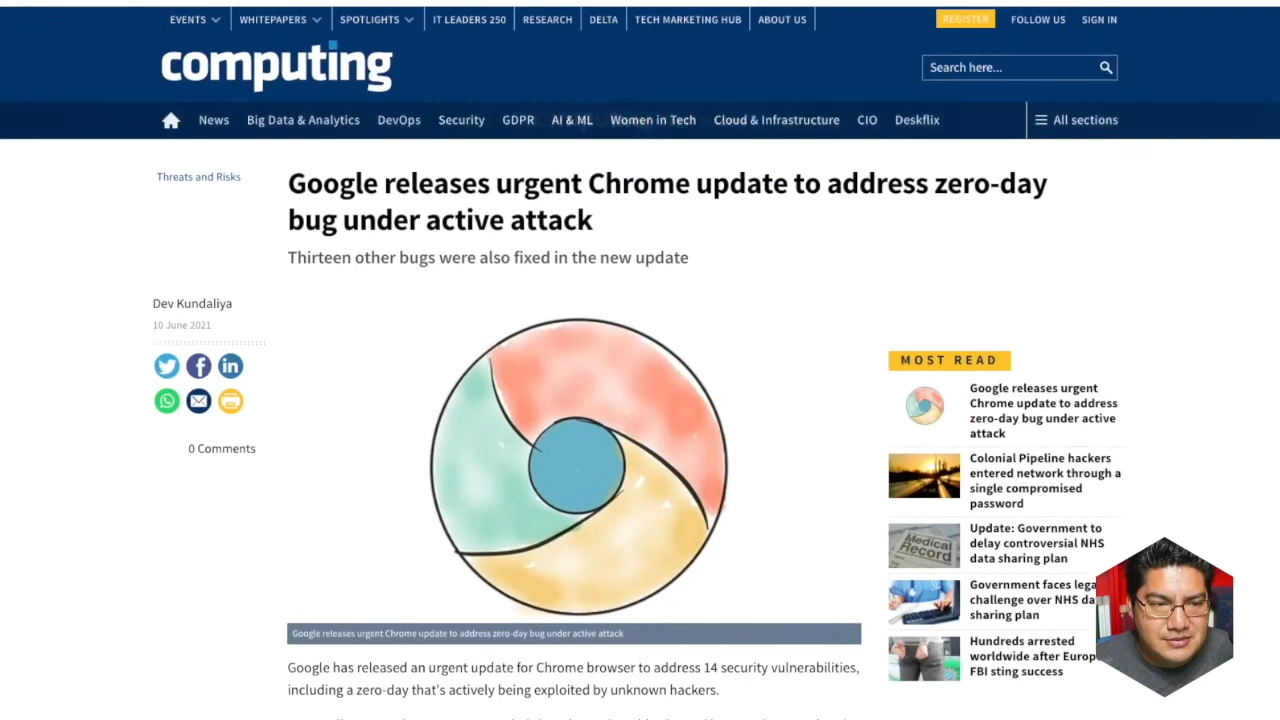 EVENTS
WHITEPAPERS
SPOTLIGHTS
IT LEADERS 250
RESEARCH
DELTA
TECH MARKETING HUB
ABOUT US
REGISTER
FOLLOW US
SIGN IN
computing
Search here...
News
Big Data & Analytics
DevOps
Security
GDPR
AI & ML
Women in Tech
Cloud & Infrastructure
CIO
Deskflix
All sections
Threats and Risks
Google releases urgent Chrome update to address zero-day
bug under active attack
Thirteen other bugs were also fixed in the new update
Dev Kundaliya
10 June 2021
0 Comments
Google releases urgent Chrome update to address zero-day bug under active attack
Google has released an urgent update for Chrome browser to address 14 security vulnerabilities,
including a zero-day that's actively being exploited by unknown hackers.
MOST READ
Google releases urgent
Chrome update to address
zero-day bug under active
attack
Colonial Pipeline hackers
entered network through a
single compromised
password
Medical
Record
Update: Government to
delay controversial NHS
data sharing plan
Government faces lega
challenge over NHS da
sharing plan
Hundreds arrested
worldwide after Europ
FBI sting success